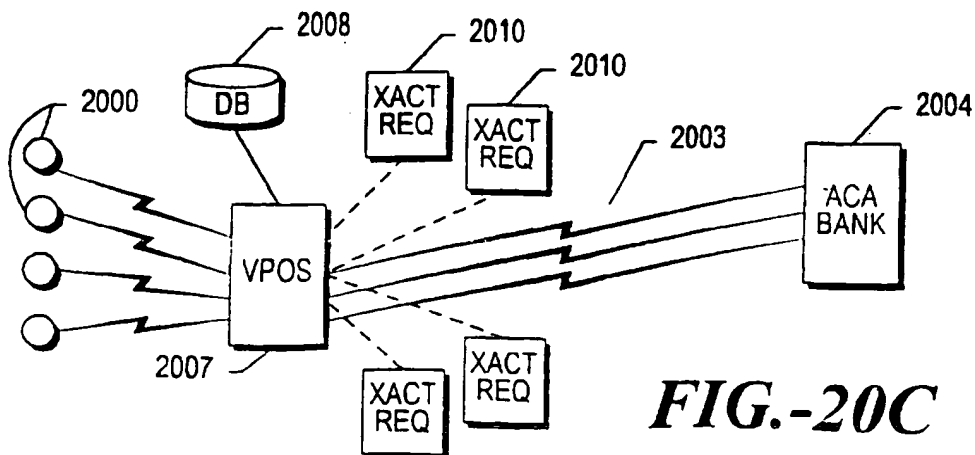 2008
2010
2010
2000
2004
DB
XACT
REQ
XACT
REQ
2003
ACA
BANK
VPOS
2007
XACT
REQ
XACT
REQ
FIG.-20C